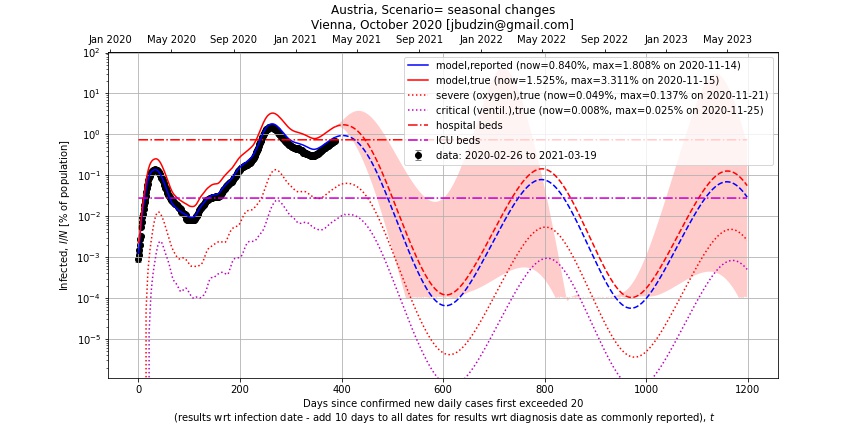 Austria, Scenario= seasonal changes
Vienna, October 2020 [jbudzin@gmail.com]
Jan 2020 May 2020 Sep 2020 Jan 2021 May 2021 Sep 2021 Jan 2022 May 2022 Sep 2022 Jan 2023 May 2023
model,reported (now=0.840%, max=1.808% on 2020-11-14)
model,true (now=1.525%, max=3.311% on 2020-11-15)
severe (oxygen),true (now=0.049%, max=0.137% on 2020-11-21)
critical (ventil.),true (now=0.008%, max=0.025% on 2020-11-25)
hospital beds
ICU beds
data: 2020-02-26 to 2021-03-19
Infected, I/N [% of population]
10²
10¹
10⁰
10⁻¹
10⁻²
10⁻³
10⁻⁴
10⁻⁵
0 200 400 600 800 1000 1200
Days since confirmed new daily cases first exceeded 20
(results wrt infection date - add 10 days to all dates for results wrt diagnosis date as commonly reported), t